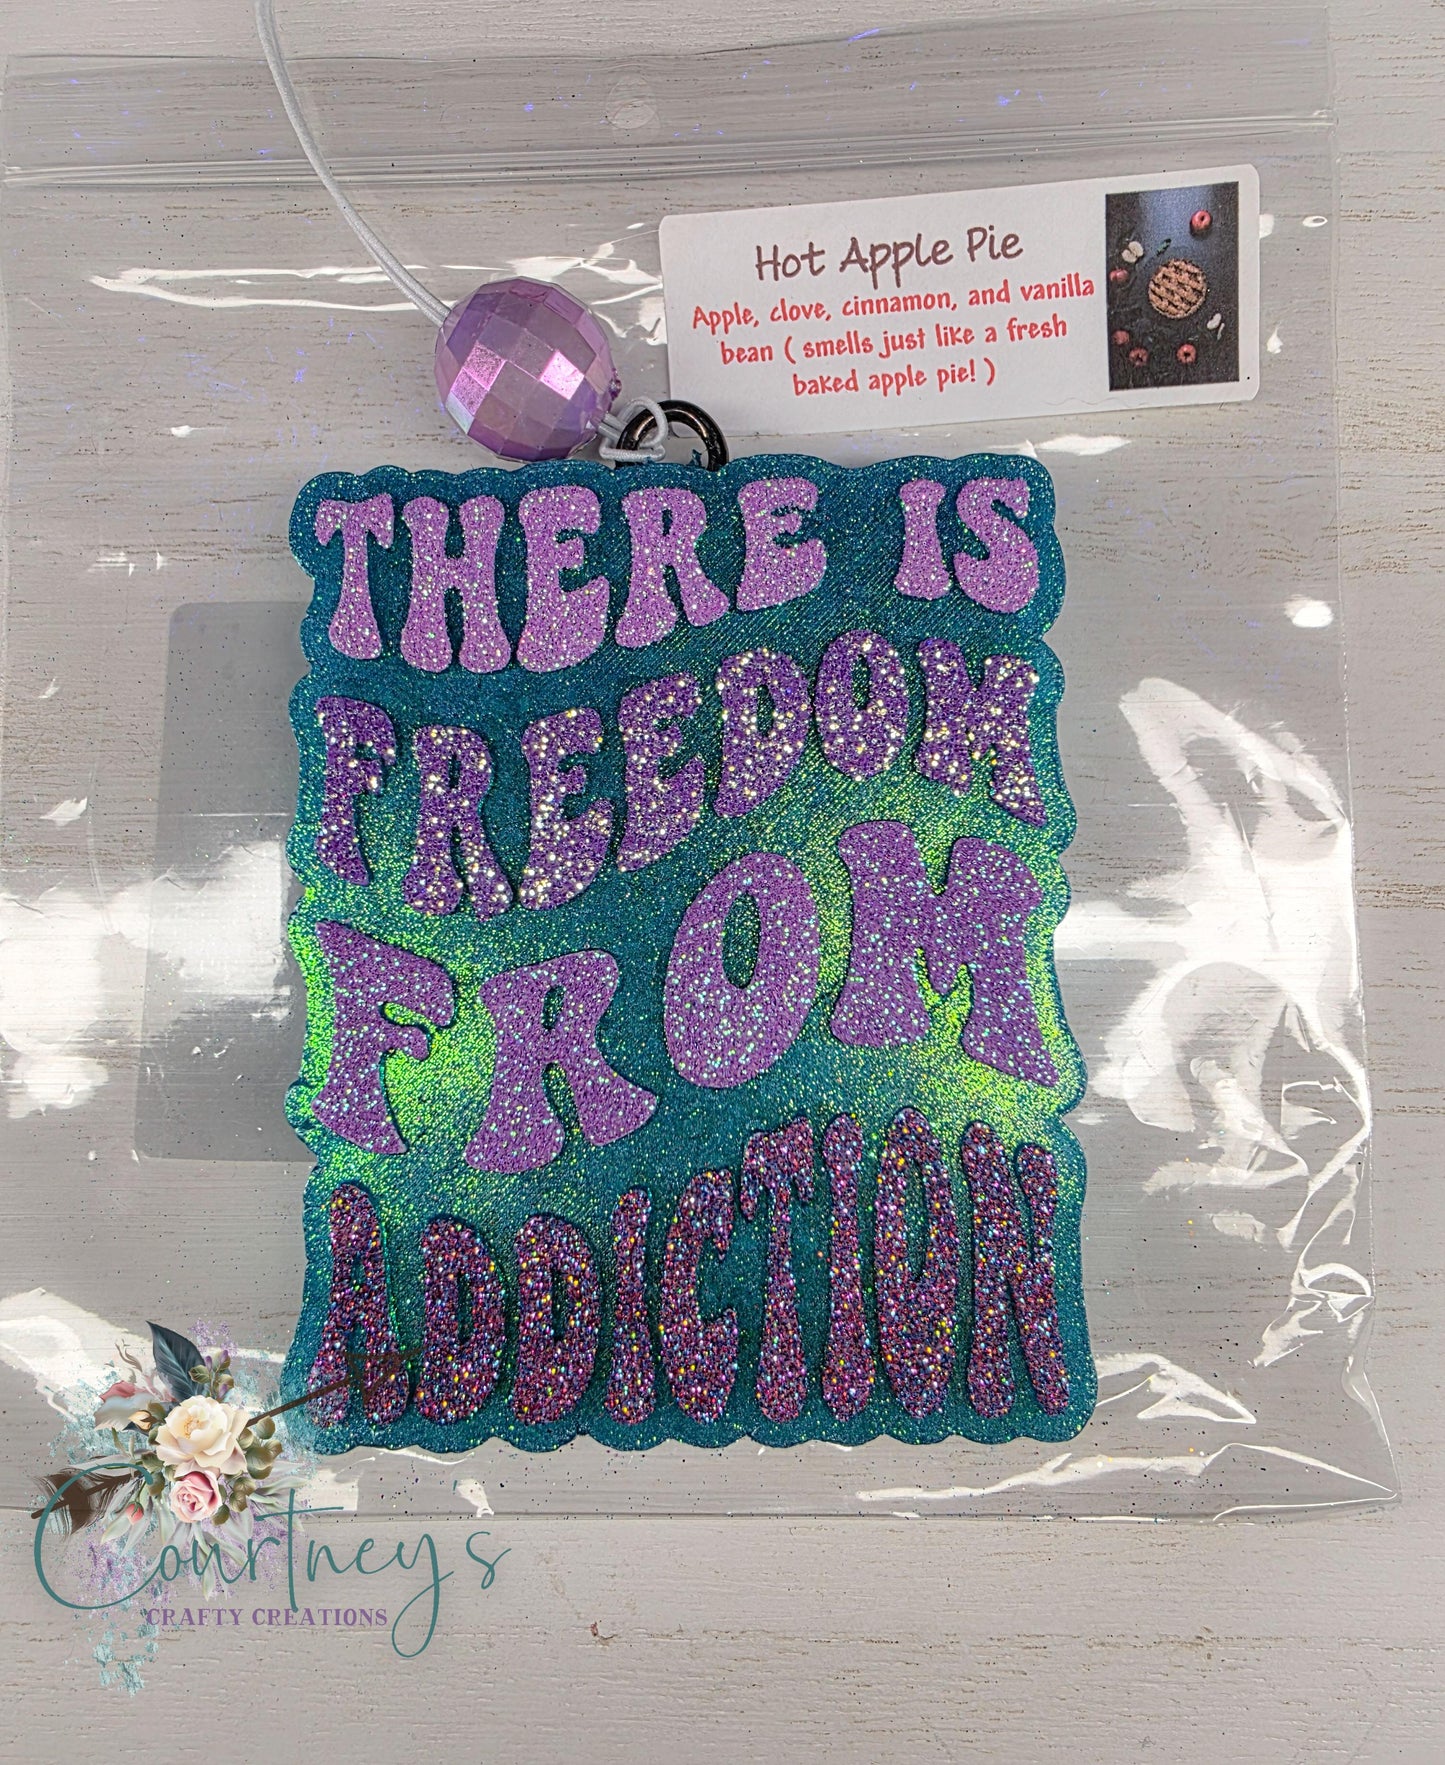 Hot Apple Pie
Apple, clove, cinnamon, and vanilla
bean ( smells just like a fresh
baked apple pie! )
THERE IS
FREEDOM
FROM
ADDICTION
Courtney's
CRAFTY CREATIONS